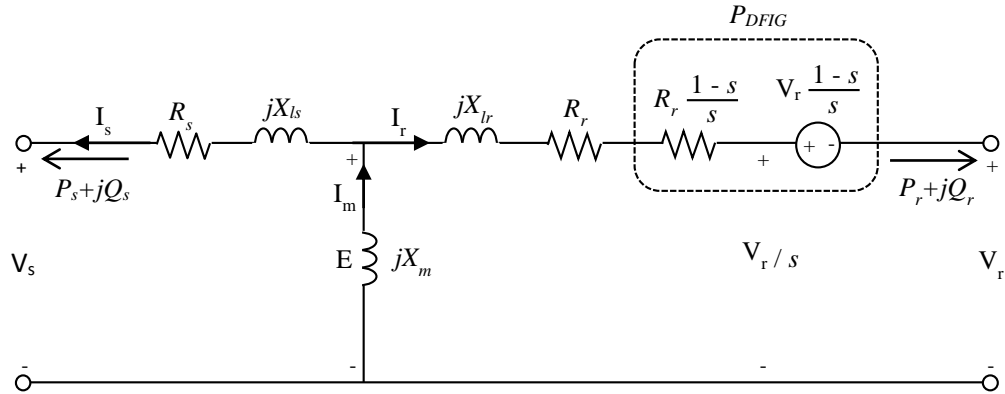 P_DFIG
I_s
R_s
jX_ls
I_r
jX_lr
R_r
R_r (1 - s)/s
V_r (1 - s)/s
+
P_s+jQ_s
+
I_m
+
+ -
P_r+jQ_r
+
V_s
E
jX_m
V_r / s
V_r
-
-
-
-